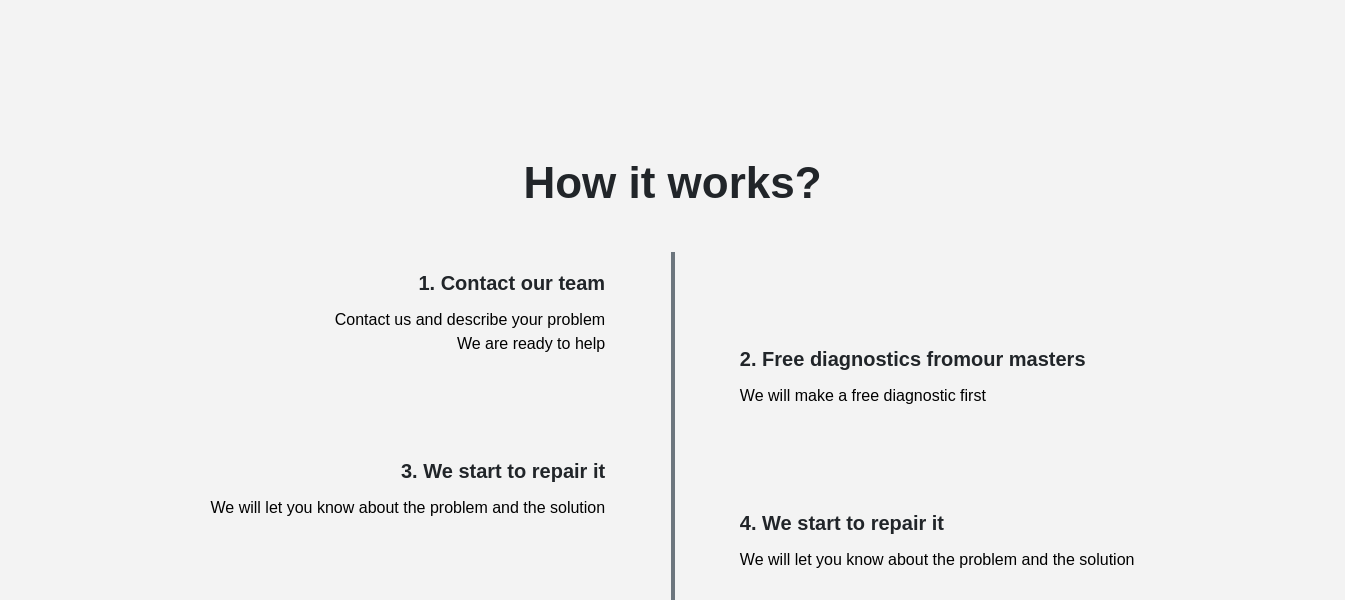 How it works?
1. Contact our team
Contact us and describe your problem
We are ready to help
2. Free diagnostics fromour masters
We will make a free diagnostic first
3. We start to repair it
We will let you know about the problem and the solution
4. We start to repair it
We will let you know about the problem and the solution